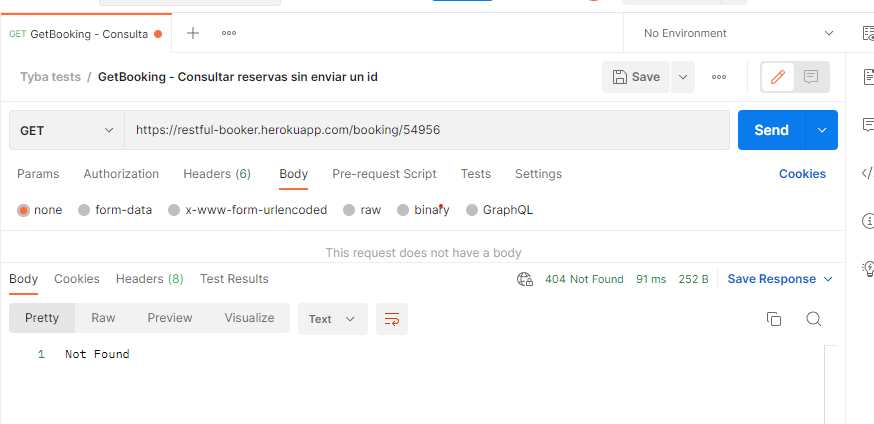 GET GetBooking - Consulta
No Environment
Tyba tests / GetBooking - Consultar reservas sin enviar un id
Save
GET https://restful-booker.herokuapp.com/booking/54956 Send
Params Authorization Headers (6) Body Pre-request Script Tests Settings Cookies
none form-data x-www-form-urlencoded raw binary GraphQL
This request does not have a body
Body Cookies Headers (8) Test Results 404 Not Found 91 ms 252 B Save Response
Pretty Raw Preview Visualize Text
1 Not Found